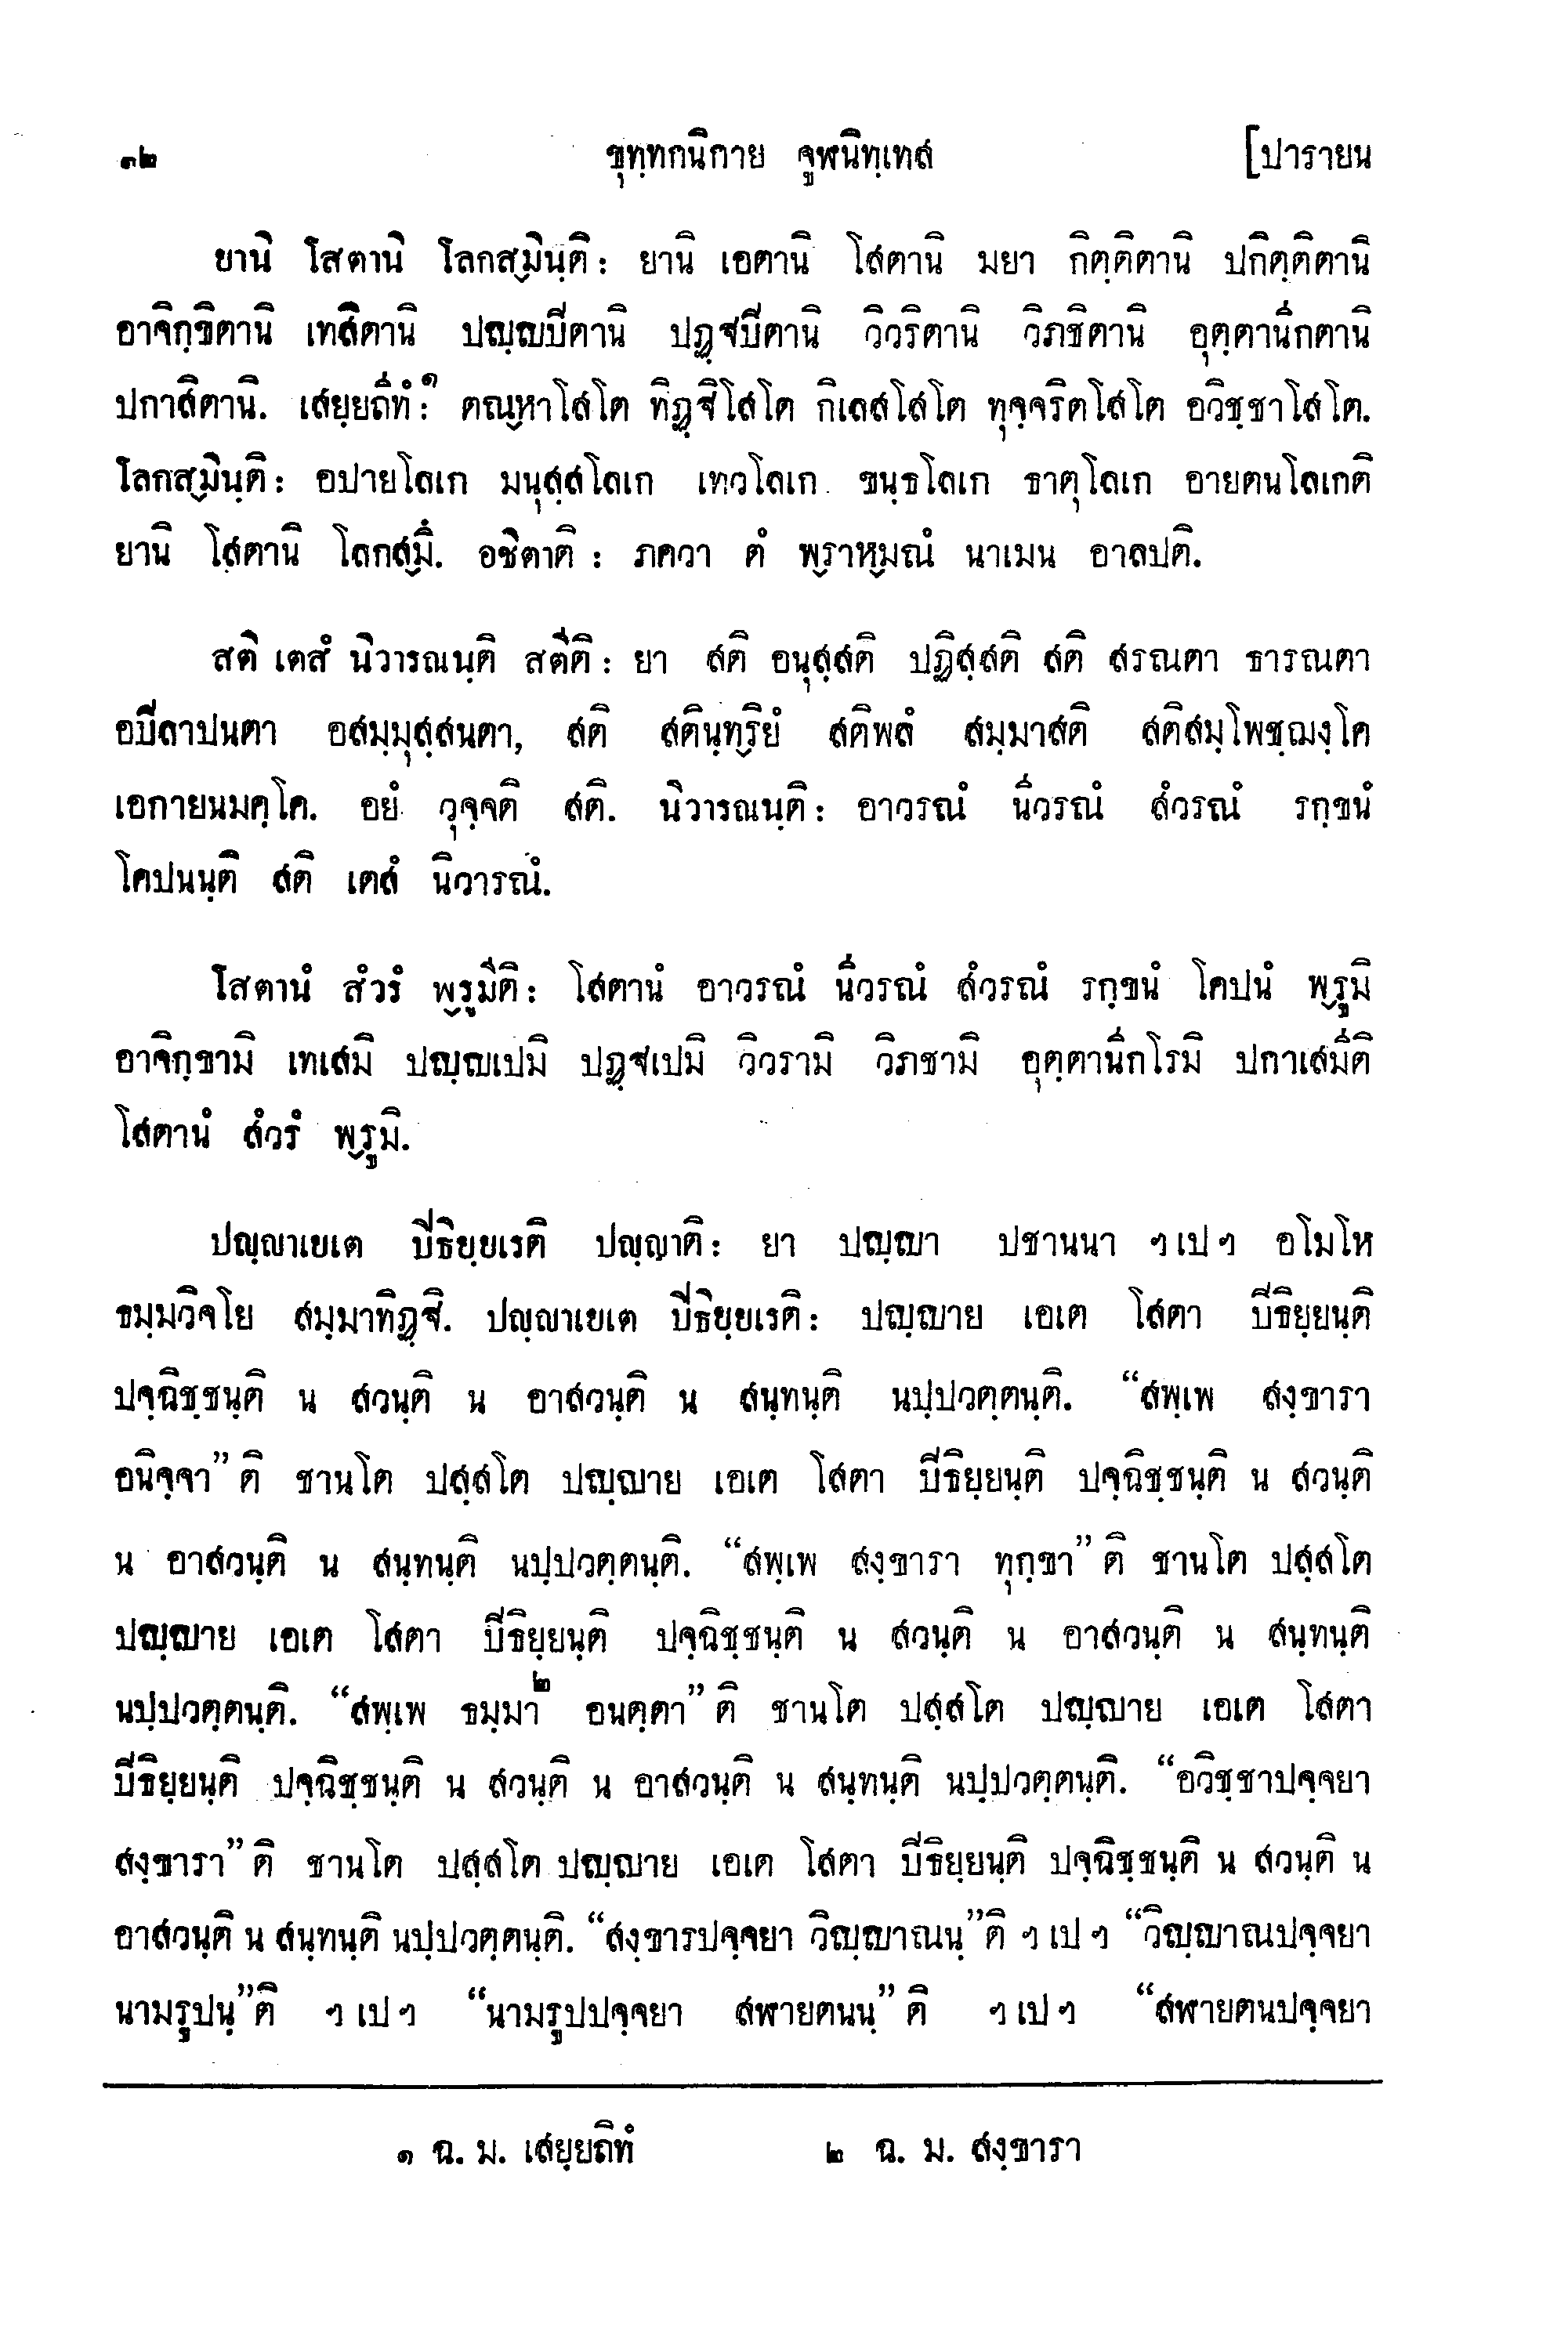 ๓๒ ขุทฺทกนิกาย จูฬนิทฺเทส [ปารายน
ยานิ โสตานิ โลกสฺมินฺติ: ยานิ เอตานิ โสตานิ มยา กิตฺติตานิ ปกิตฺติตานิ
อาจิกฺขิตานิ เทสิตานิ ปญฺญปีตานิ ปฏฺฐปีตานิ วิวริตานิ วิภชิตานิ อุตฺตานีกตานิ
ปกาสิตานิ. เสยฺยถีทํ:๑ ตณฺหาโสโต ทิฏฺฐิโสโต กิเลสโสโต ทุจฺจริตโสโต อวิชฺชาโสโต.
โลกสฺมินฺติ: อปายโลเก มนุสฺสโลเก เทวโลเก ขนฺธโลเก ธาตุโลเก อายตนโลเกติ
ยานิ โสตานิ โลกสฺมึ. อชิตาติ: ภควา ตํ พฺราหฺมณํ นาเมน อาลปติ.
สติ เตสํ นิวารณนฺติ สตีติ: ยา สติ อนุสฺสติ ปฏิสฺสติ สติ สรณตา ธารณตา
อปีลาปนตา อสมฺมุสฺสนตา, สติ สตินฺทฺริยํ สติพลํ สมฺมาสติ สติสมฺโพชฺฌงฺโค
เอกายนมคฺโค. อยํ วุจฺจติ สติ. นิวารณนฺติ: อาวรณํ นีวรณํ สํวรณํ รกฺขนํ
โคปนนฺติ สติ เตสํ นิวารณํ.
โสตานํ สํวรํ พฺรูมีติ: โสตานํ อาวรณํ นีวรณํ สํวรณํ รกฺขนํ โคปนํ พฺรูมิ
อาจิกฺขามิ เทเสมิ ปญฺญเปมิ ปฏฺฐเปมิ วิวรามิ วิภชามิ อุตฺตานีกโรมิ ปกาเสมีติ
โสตานํ สํวรํ พฺรูมิ.
ปญฺญาเยเต ปีธิยฺยเรติ ปญฺญาติ: ยา ปญฺญา ปชานนา ฯ เป ฯ อโมโห
ธมฺมวิจโย สมฺมาทิฏฺฐิ. ปญฺญาเยเต ปีธิยฺยเรติ: ปญฺญาย เอเต โสตา ปีธิยฺยนฺติ
ปจฺฉิชฺชนฺติ น สวนฺติ น อาสวนฺติ น สนฺทนฺติ นปฺปวตฺตนฺติ. “สพฺเพ สงฺขารา
อนิจฺจา” ติ ชานโต ปสฺสโต ปญฺญาย เอเต โสตา ปีธิยฺยนฺติ ปจฺฉิชฺชนฺติ น สวนฺติ
น อาสวนฺติ น สนฺทนฺติ นปฺปวตฺตนฺติ. “สพฺเพ สงฺขารา ทุกฺขา” ติ ชานโต ปสฺสโต
ปญฺญาย เอเต โสตา ปีธิยฺยนฺติ ปจฺฉิชฺชนฺติ น สวนฺติ น อาสวนฺติ น สนฺทนฺติ
นปฺปวตฺตนฺติ. “สพฺเพ ธมฺมา๒ อนตฺตา” ติ ชานโต ปสฺสโต ปญฺญาย เอเต โสตา
ปีธิยฺยนฺติ ปจฺฉิชฺชนฺติ น สวนฺติ น อาสวนฺติ น สนฺทนฺติ นปฺปวตฺตนฺติ. “อวิชฺชาปจฺจยา
สงฺขารา” ติ ชานโต ปสฺสโต ปญฺญาย เอเต โสตา ปีธิยฺยนฺติ ปจฺฉิชฺชนฺติ น สวนฺติ น
อาสวนฺติ น สนฺทนฺติ นปฺปวตฺตนฺติ. “สงฺขารปจฺจยา วิญฺญาณนฺ”ติ ฯ เป ฯ “วิญฺญาณปจฺจยา
นามรูปนฺ”ติ ฯ เป ฯ “นามรูปปจฺจยา สฬายตนนฺ” ติ ฯ เป ฯ “สฬายตนปจฺจยา
๑ ฉ. ม. เสยฺยถิทํ ๒ ฉ. ม. สงฺขารา